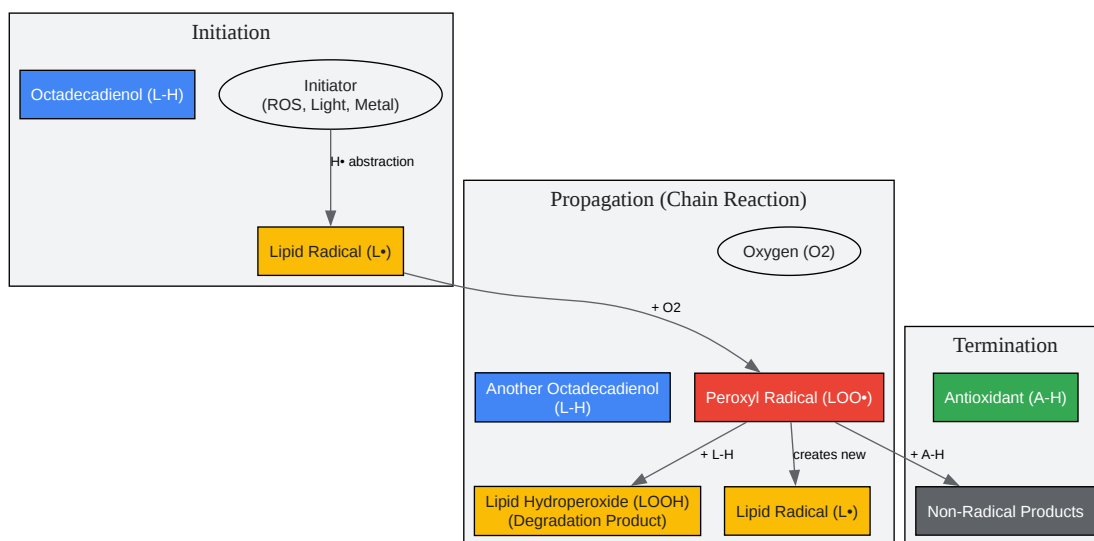 Initiation
Octadecadienol (L-H)
Initiator
(ROS, Light, Metal)
H• abstraction
Lipid Radical (L•)
Propagation (Chain Reaction)
Oxygen (O2)
+ O2
Another Octadecadienol
(L-H)
Peroxyl Radical (LOO•)
+ L-H
creates new
Lipid Hydroperoxide (LOOH)
(Degradation Product)
Lipid Radical (L•)
Termination
Antioxidant (A-H)
+ A-H
Non-Radical Products